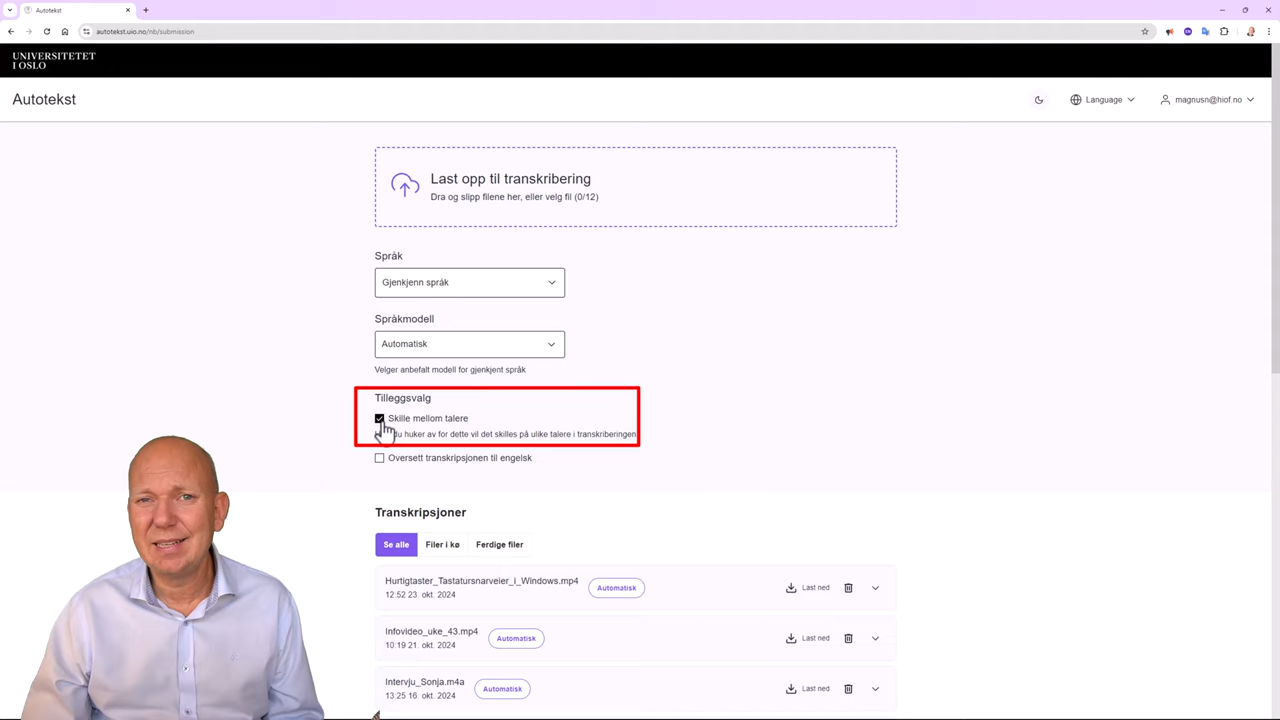 Autotekst
autotekst.uio.no/nb/submission
UNIVERSITETET
I OSLO
Autotekst
Language
magnusn@hiof.no
Last opp til transkribering
Dra og slipp filene her, eller velg fil (0/12)
Språk
Gjenkjenn språk
Språkmodell
Automatisk
Velger anbefalt modell for gjenkjent språk
Tilleggsvalg
Skille mellom talere
du huker av for dette vil det skilles på ulike talere i transkriberingen
Oversett transkripsjonen til engelsk
Transkripsjoner
Se alle
Filer i kø
Ferdige filer
Hurtigtaster_Tastatursnarveier_i_Windows.mp4
Automatisk
Last ned
12:52 23. okt. 2024
Infovideo_uke_43.mp4
Automatisk
Last ned
10:19 21. okt. 2024
Intervju_Sonja.m4a
Automatisk
Last ned
13:25 16. okt. 2024